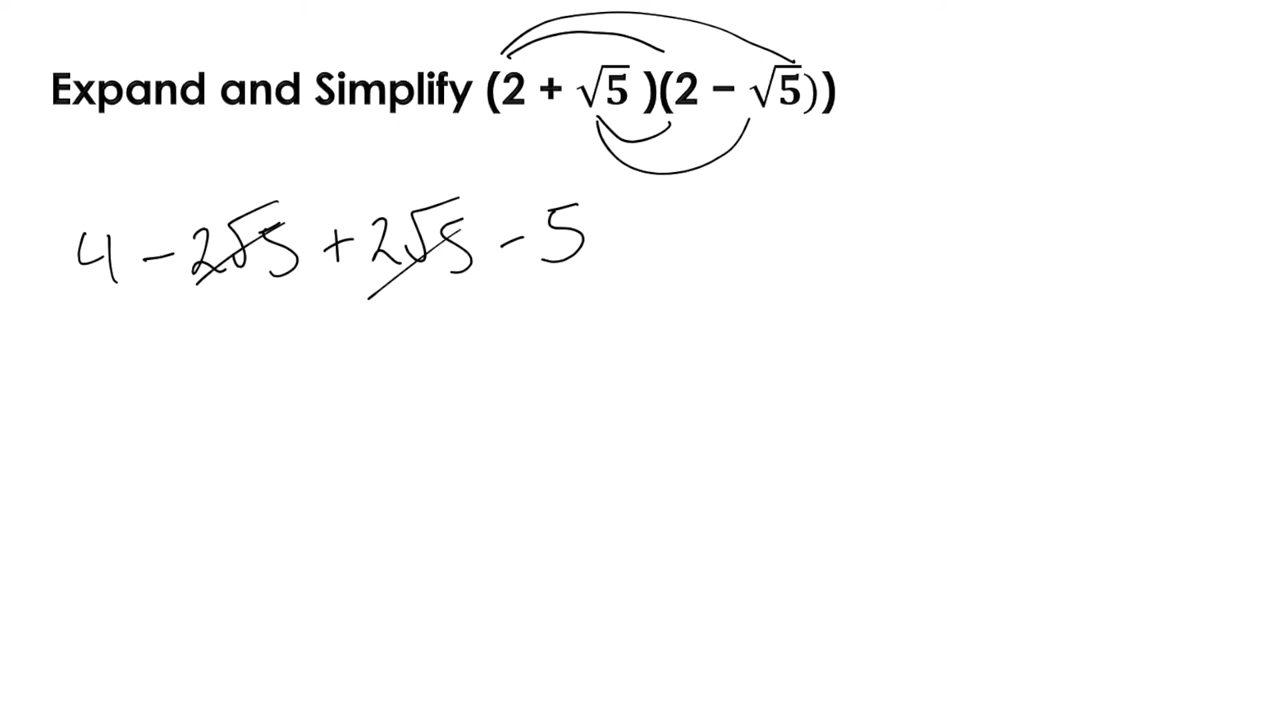 Expand and Simplify (2 + √5 )(2 − √5))
4 - 2√5 + 2√5 - 5